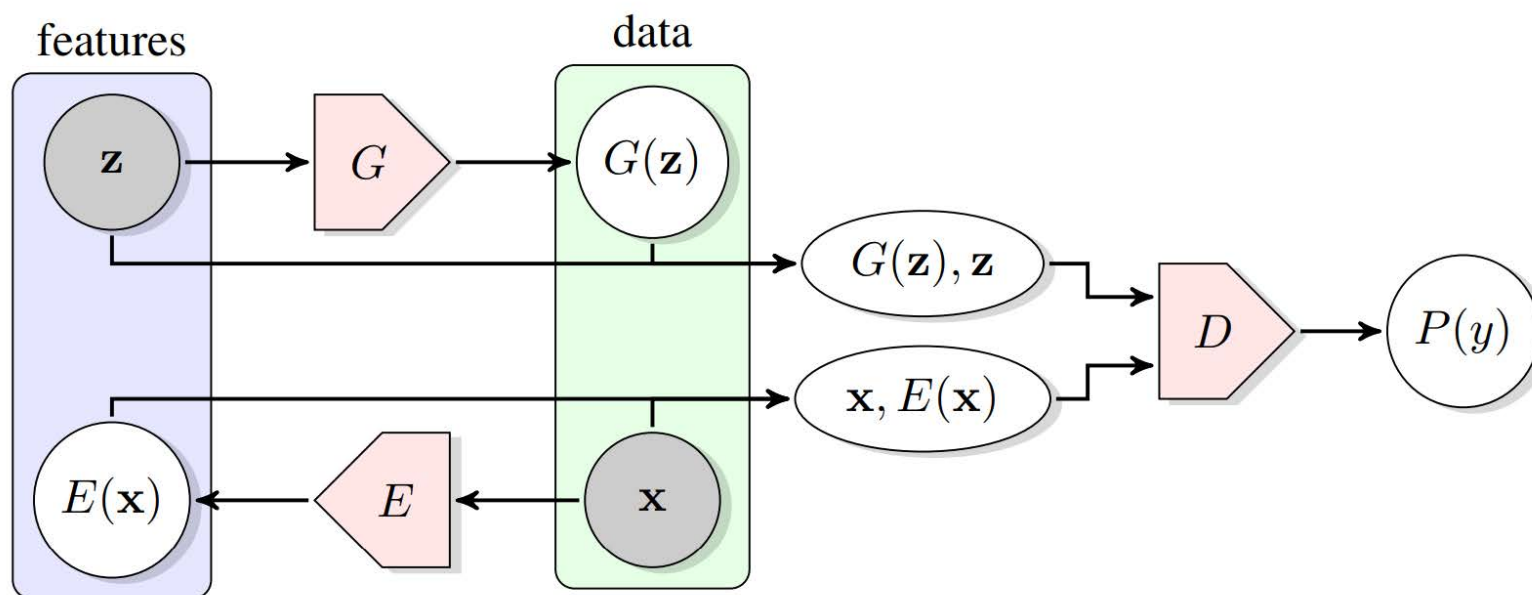 features
data
z
G
G(z)
G(z), z
D
P(y)
x, E(x)
E(x)
E
x